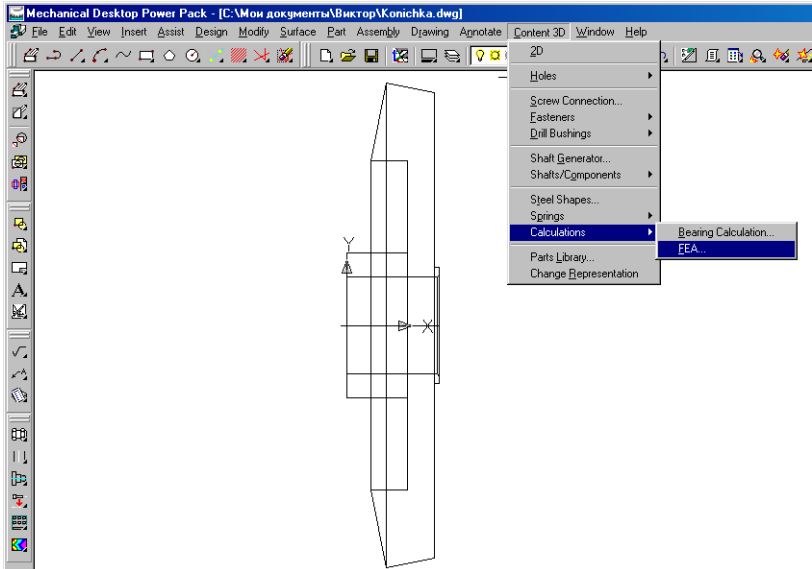 Mechanical Desktop Power Pack - [C:\Мои документы\Виктор\Konichka.dwg]
File Edit View Insert Assist Design Modify Surface Part Assembly Drawing Annotate Content 3D Window Help
2D
Holes
Screw Connection...
Fasteners
Drill Bushings
Shaft Generator...
Shafts/Components
Steel Shapes...
Springs
Calculations
Bearing Calculation...
FEA...
Parts Library...
Change Representation
Y
X
A